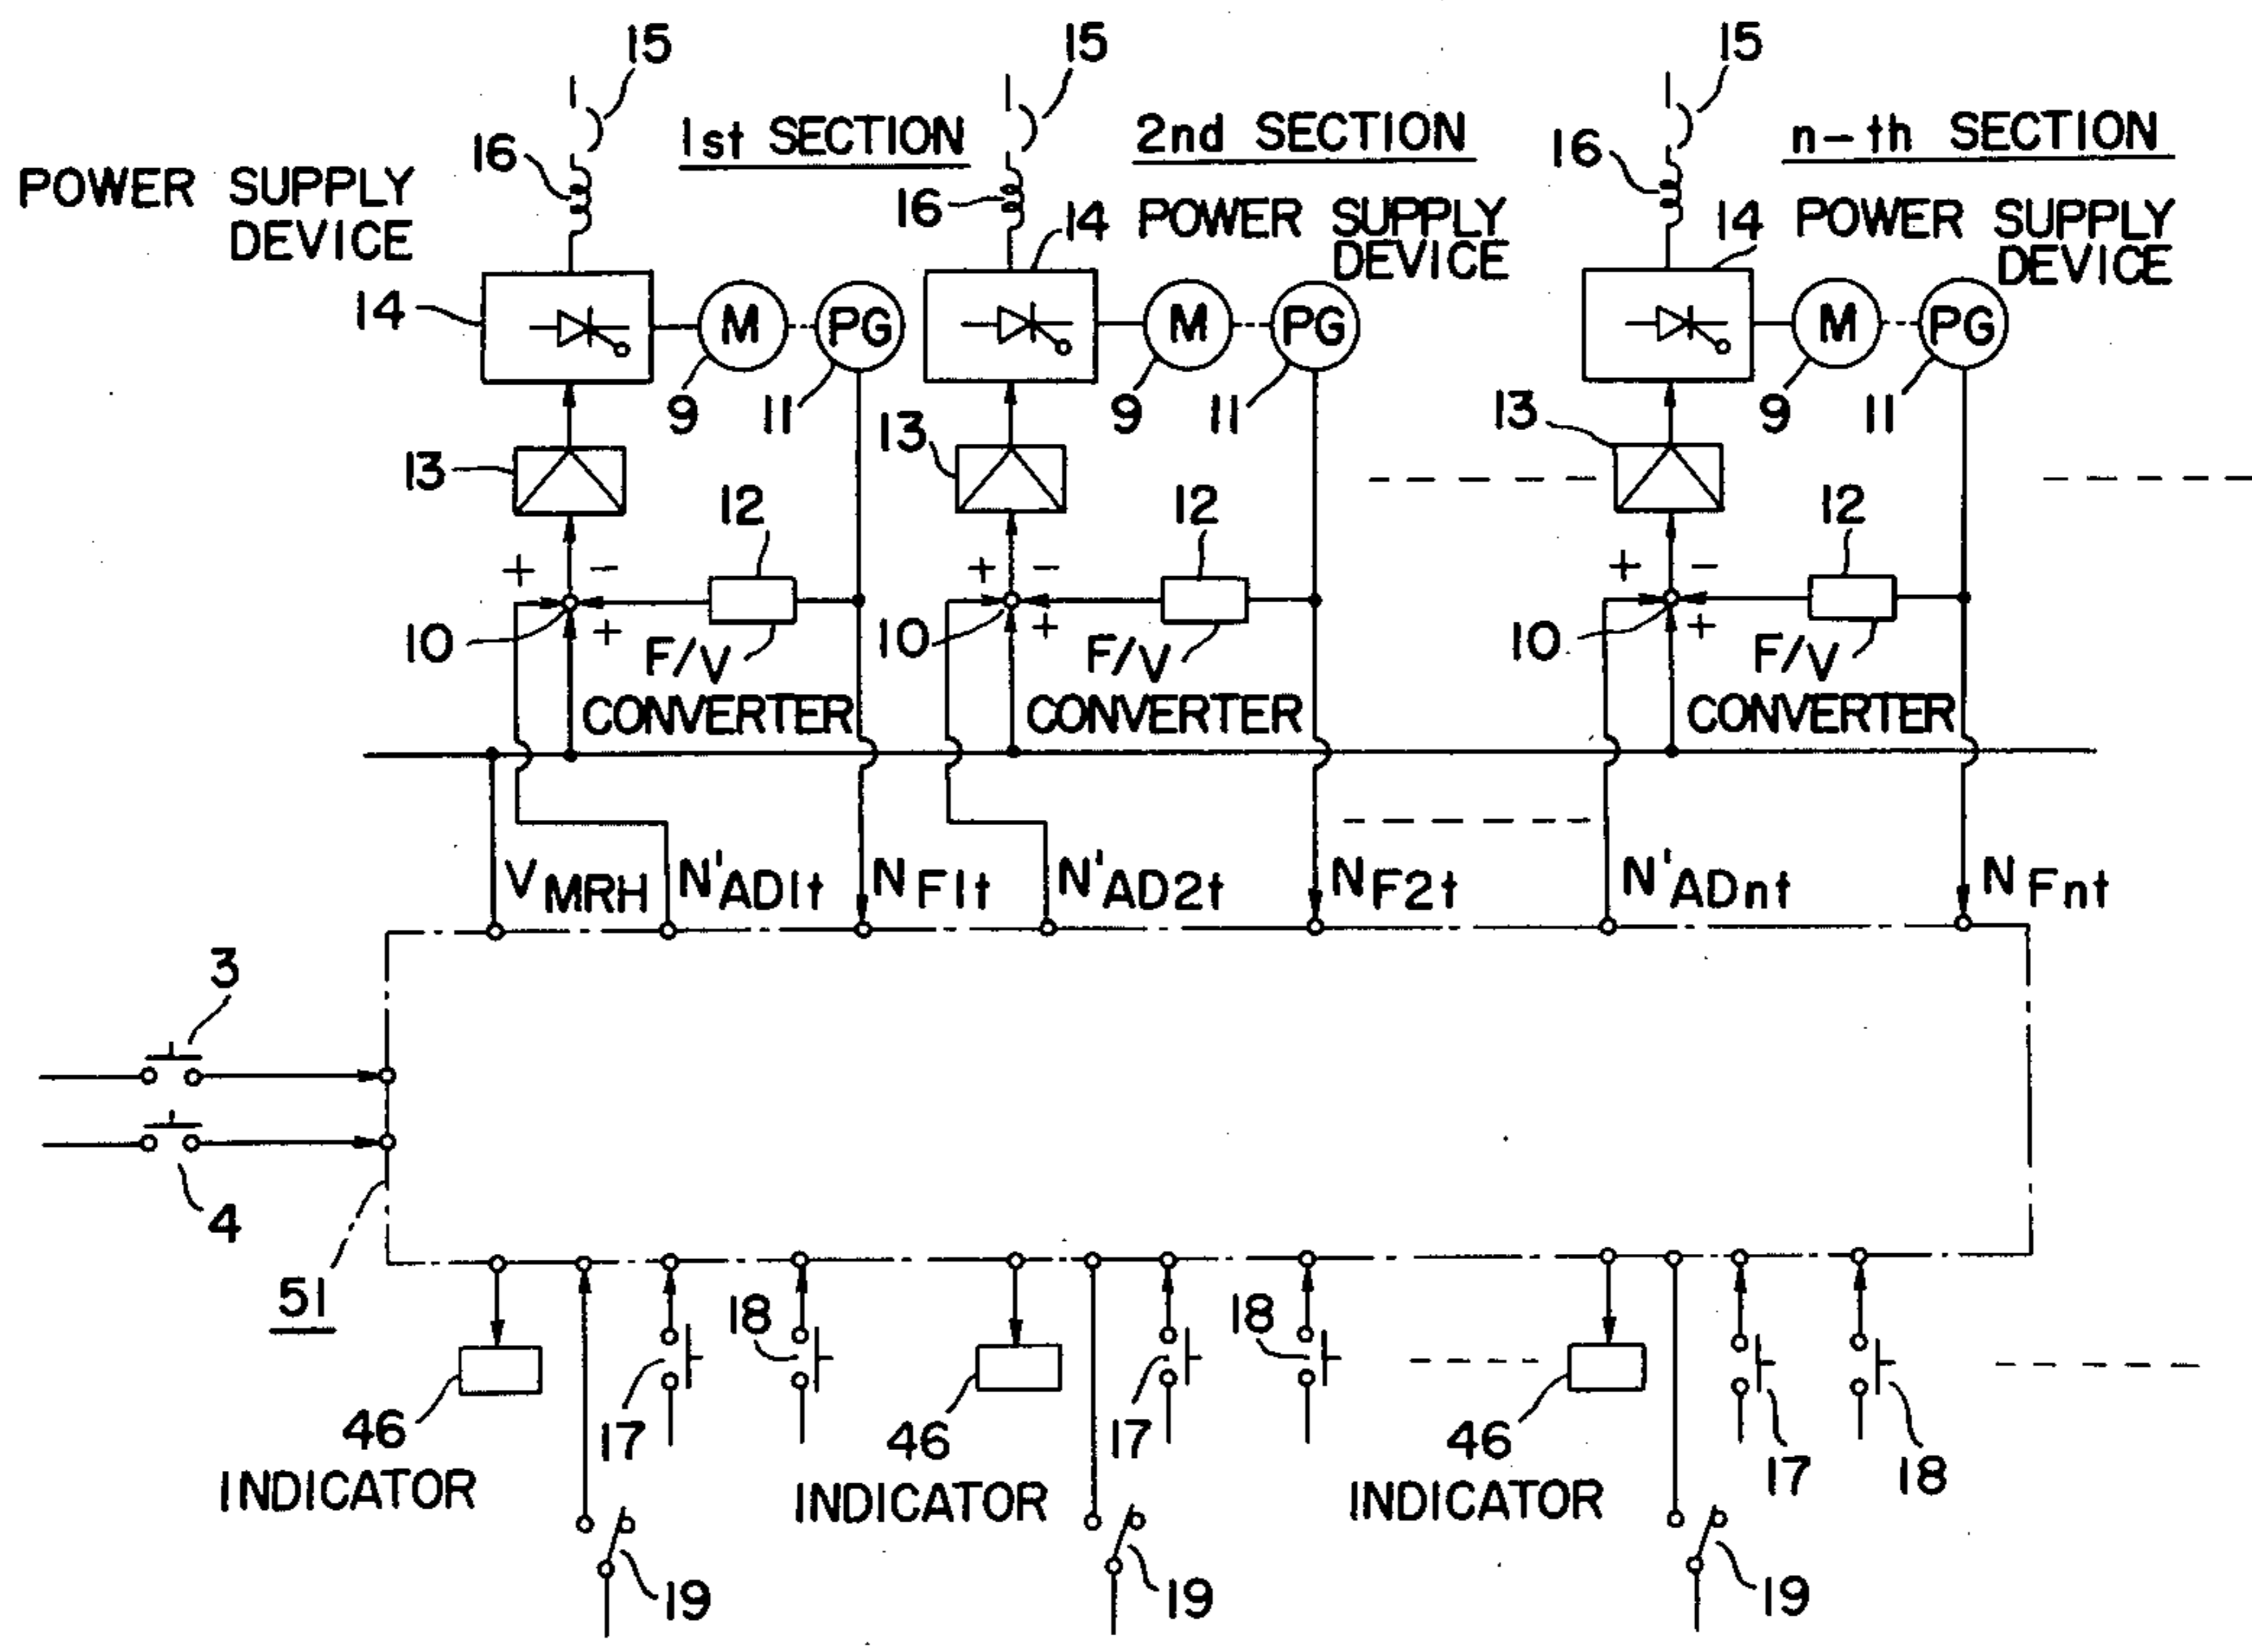 15 15 15
16 1st SECTION 16 2nd SECTION 16 n-th SECTION
POWER SUPPLY DEVICE 14 POWER SUPPLY DEVICE 14 POWER SUPPLY DEVICE
14 M PG M PG M PG
9 11 9 11 9 11
13 13 13
12 12 12
+ - + - + -
10 + 10 + 10 +
F/V CONVERTER F/V CONVERTER F/V CONVERTER
VMRH N'AD1t NF1t N'AD2t NF2t N'ADnt NFnt
3
4
51
18 18
46 17 46 17 46 17 18
INDICATOR INDICATOR INDICATOR
19 19 19